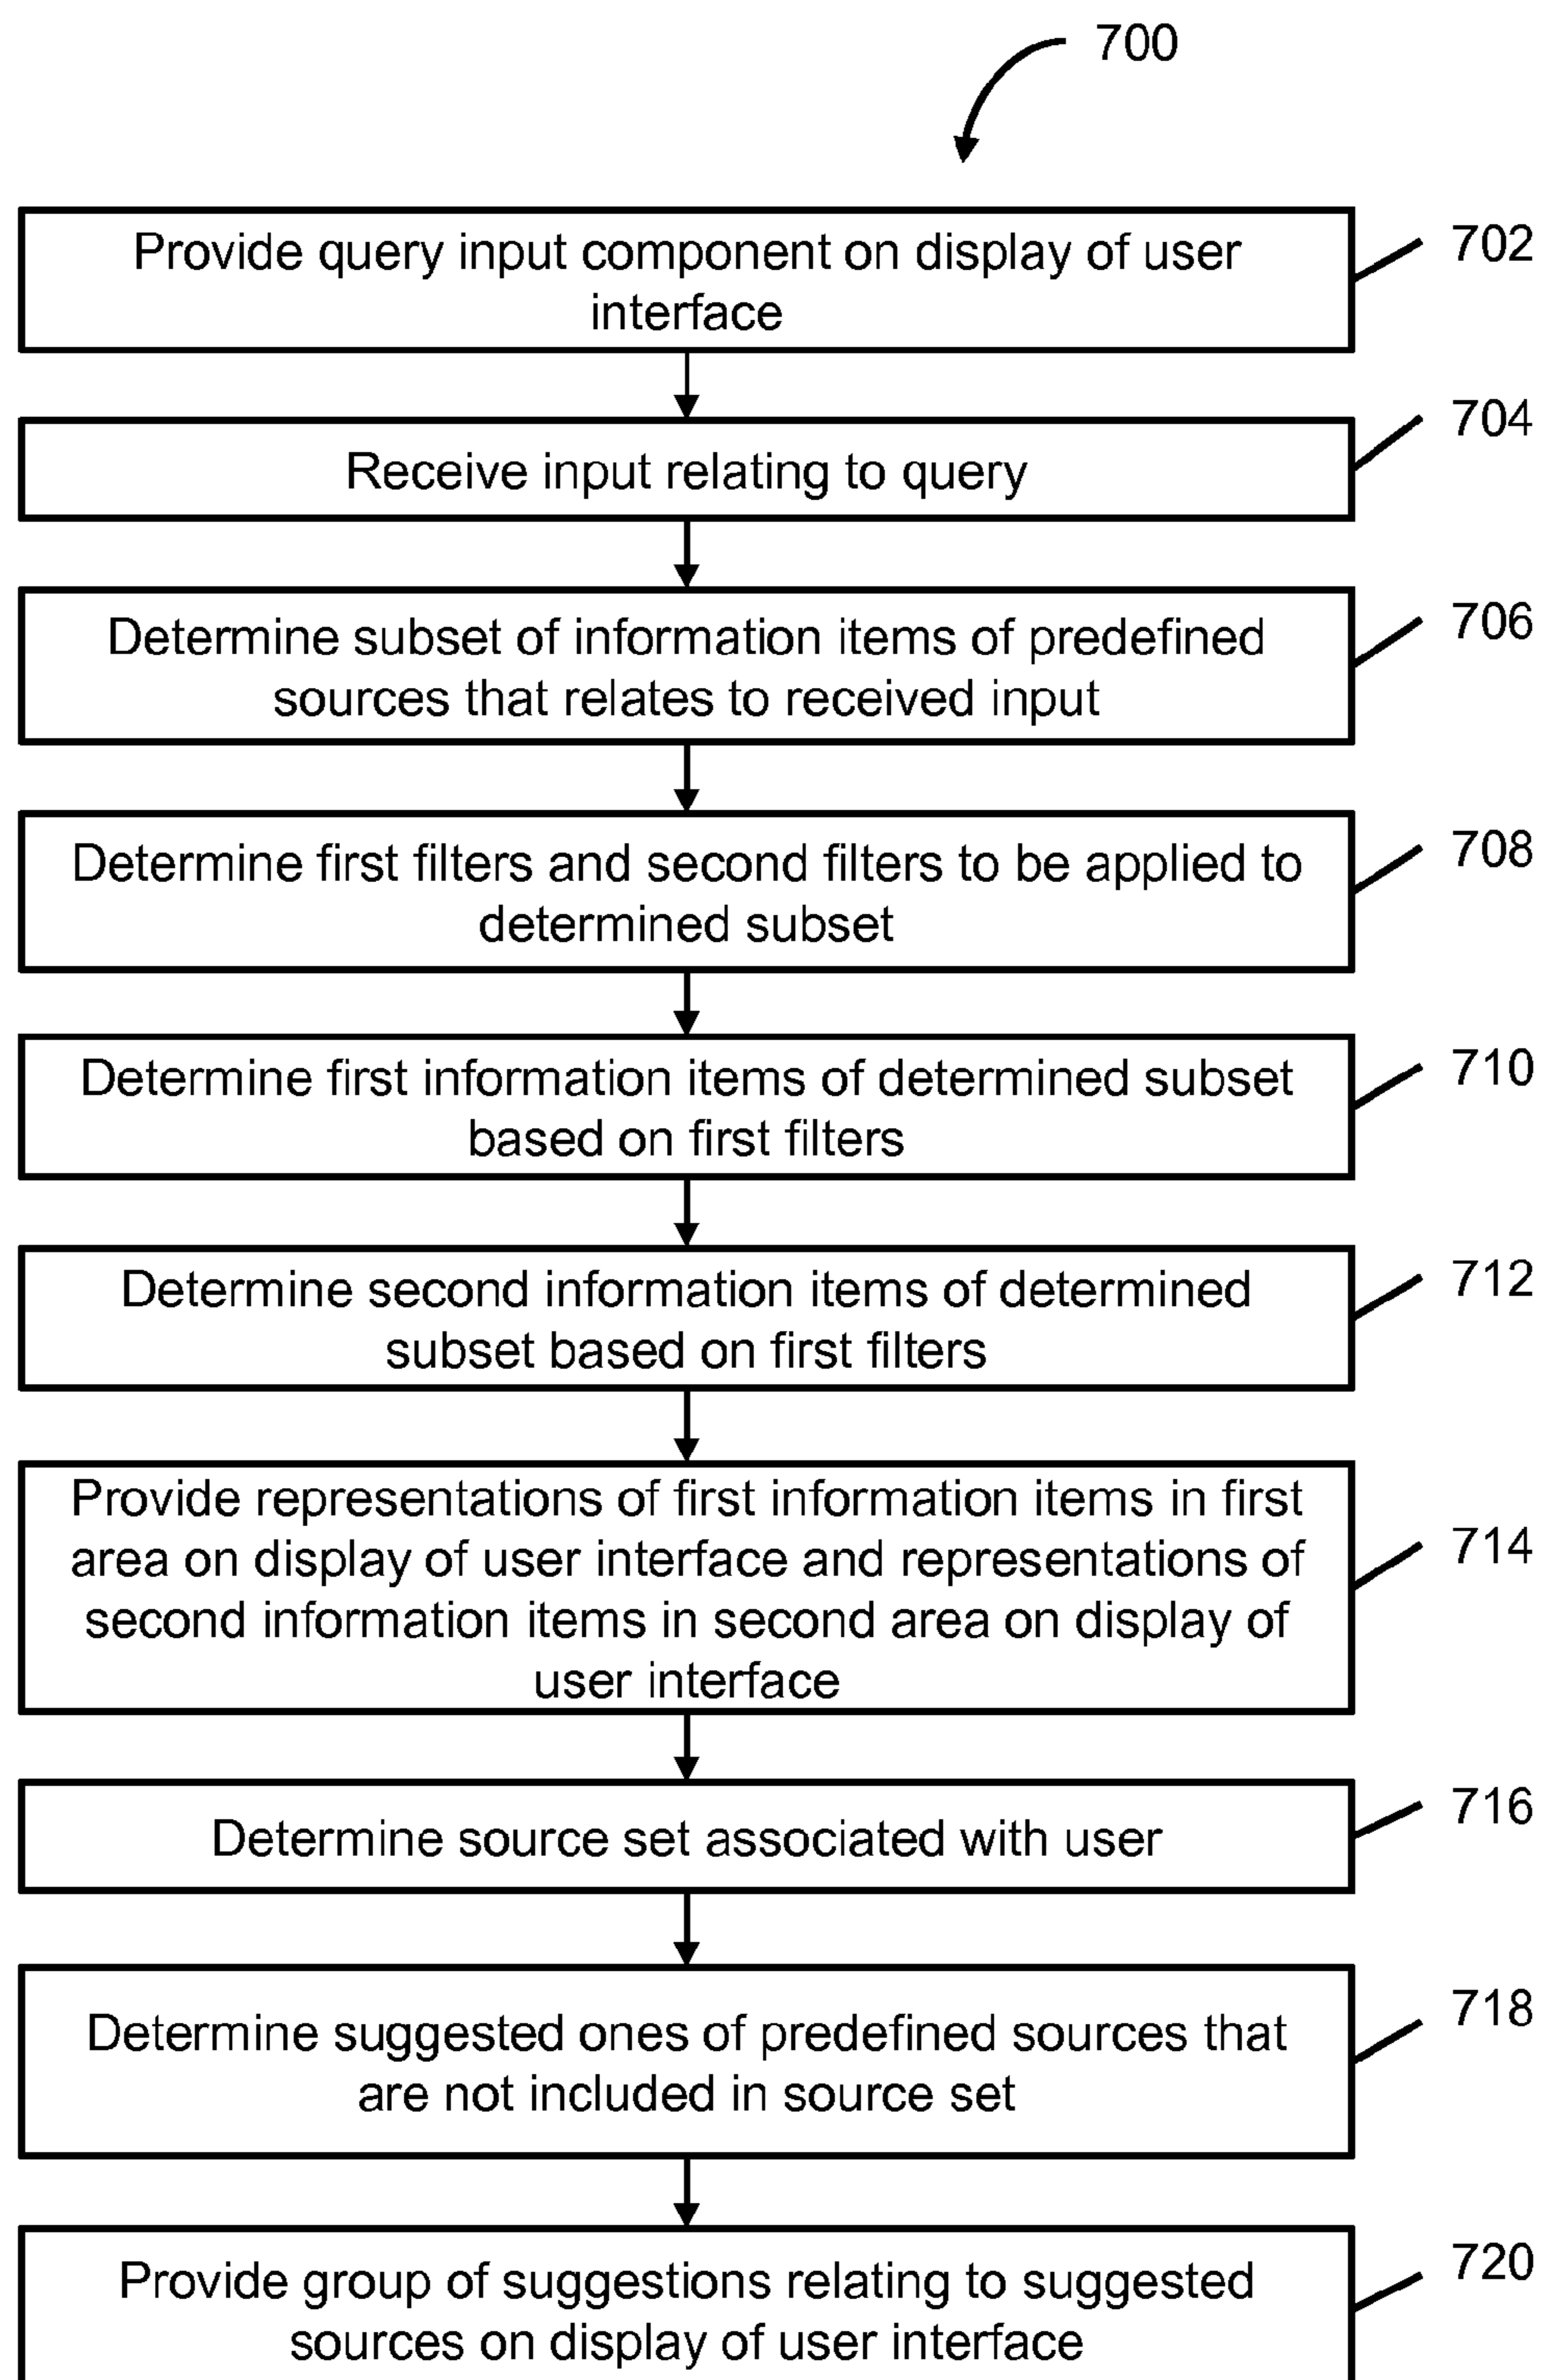 700
Provide query input component on display of user
interface
702
Receive input relating to query
704
Determine subset of information items of predefined
sources that relates to received input
706
Determine first filters and second filters to be applied to
determined subset
708
Determine first information items of determined subset
based on first filters
710
Determine second information items of determined
subset based on first filters
712
Provide representations of first information items in first
area on display of user interface and representations of
second information items in second area on display of
user interface
714
Determine source set associated with user
716
Determine suggested ones of predefined sources that
are not included in source set
718
Provide group of suggestions relating to suggested
sources on display of user interface
720